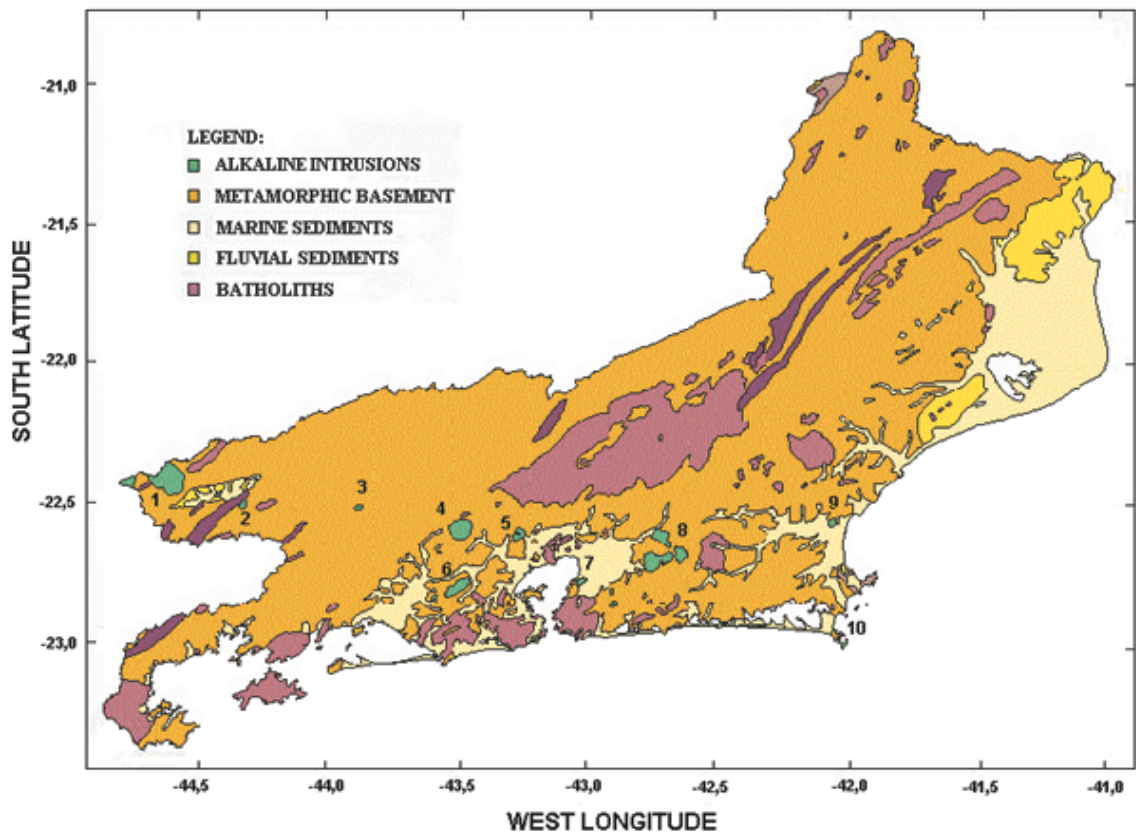 -21,0
LEGEND:
ALKALINE INTRUSIONS
METAMORPHIC BASEMENT
MARINE SEDIMENTS
FLUVIAL SEDIMENTS
BATHOLITHS
-21,5
-22,0
-22,5
-23,0
SOUTH LATITUDE
1
2
3
4
5
6
7
8
9
10
-44,5
-44,0
-43,5
-43,0
-42,5
-42,0
-41,5
-41,0
WEST LONGITUDE